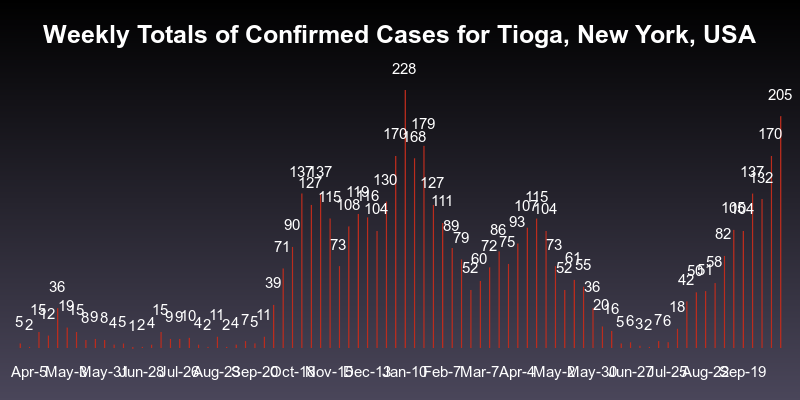 Weekly Totals of Confirmed Cases for Tioga, New York, USA
5 2 15 12 36 19 15 8 9 8 4 5 1 2 4 15 9 9 10 4 2 11 2 4 7 5 11 39 71 90 137 127 137 115 73 108 119 116 104 130 170 228 168 179 127 111 89 79 52 60 72 86 75 93 107 115 104 73 52 61 55 36 20 16 5 6 3 2 7 6 18 42 50 51 58 82 105 104 137 132 170 205
Apr-5 May-3 May-31 Jun-28 Jul-26 Aug-23 Sep-20 Oct-18 Nov-15 Dec-13 Jan-10 Feb-7 Mar-7 Apr-4 May-2 May-30 Jun-27 Jul-25 Aug-22 Sep-19